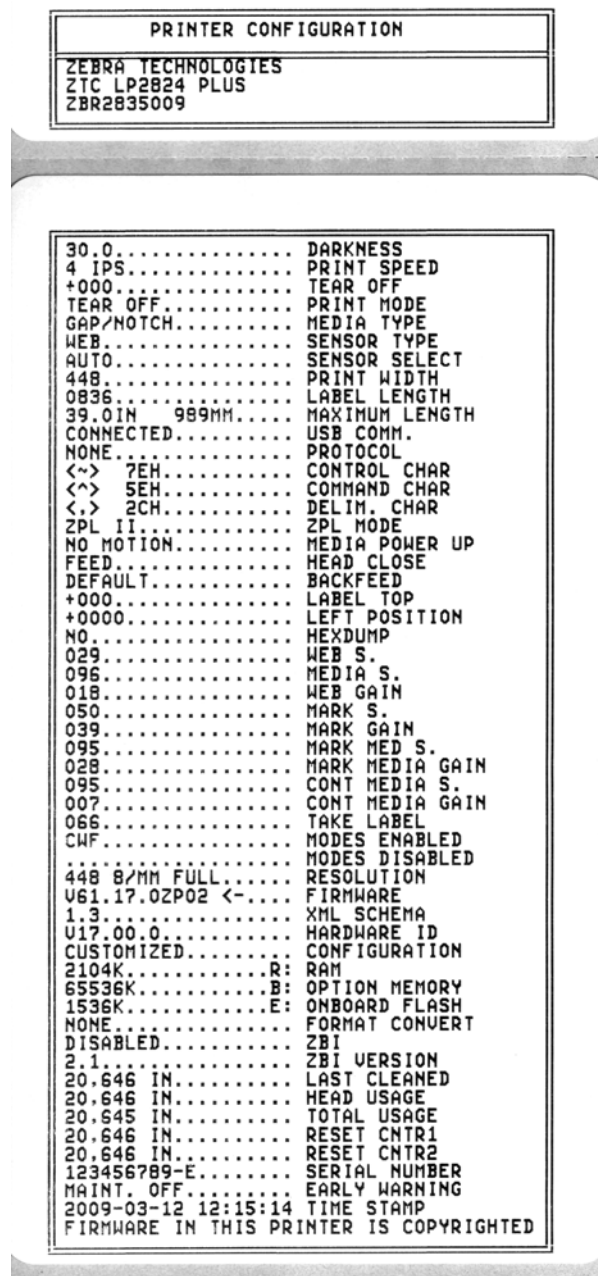 PRINTER CONFIGURATION
ZEBRA TECHNOLOGIES
ZTC LP2824 PLUS
ZBR2835009
30.0............... DARKNESS
4 IPS.............. PRINT SPEED
+000............... TEAR OFF
TEAR OFF........... PRINT MODE
GAP/NOTCH.......... MEDIA TYPE
WEB................ SENSOR TYPE
AUTO............... SENSOR SELECT
448................ PRINT WIDTH
0836............... LABEL LENGTH
39.0IN   989MM..... MAXIMUM LENGTH
CONNECTED.......... USB COMM.
NONE............... PROTOCOL
<~>  7EH........... CONTROL CHAR
<^>  5EH........... COMMAND CHAR
<,>  2CH........... DELIM. CHAR
ZPL II............. ZPL MODE
NO MOTION.......... MEDIA POWER UP
FEED............... HEAD CLOSE
DEFAULT............ BACKFEED
+000............... LABEL TOP
+0000.............. LEFT POSITION
NO................. HEXDUMP
029................ WEB S.
096................ MEDIA S.
018................ WEB GAIN
050................ MARK S.
039................ MARK GAIN
095................ MARK MED S.
028................ MARK MEDIA GAIN
095................ CONT MEDIA S.
007................ CONT MEDIA GAIN
066................ TAKE LABEL
CWF................ MODES ENABLED
................... MODES DISABLED
448 8/MM FULL...... RESOLUTION
V61.17.0ZP02 <-.... FIRMWARE
1.3................ XML SCHEMA
V17.00.0........... HARDWARE ID
CUSTOMIZED......... CONFIGURATION
2104K............R: RAM
65536K...........B: OPTION MEMORY
1536K............E: ONBOARD FLASH
NONE............... FORMAT CONVERT
DISABLED........... ZBI
2.1................ ZBI VERSION
20,646 IN.......... LAST CLEANED
20,646 IN.......... HEAD USAGE
20,645 IN.......... TOTAL USAGE
20,646 IN.......... RESET CNTR1
20,646 IN.......... RESET CNTR2
123456789-E........ SERIAL NUMBER
MAINT. OFF......... EARLY WARNING
2009-03-12 12:15:14 TIME STAMP
FIRMWARE IN THIS PRINTER IS COPYRIGHTED